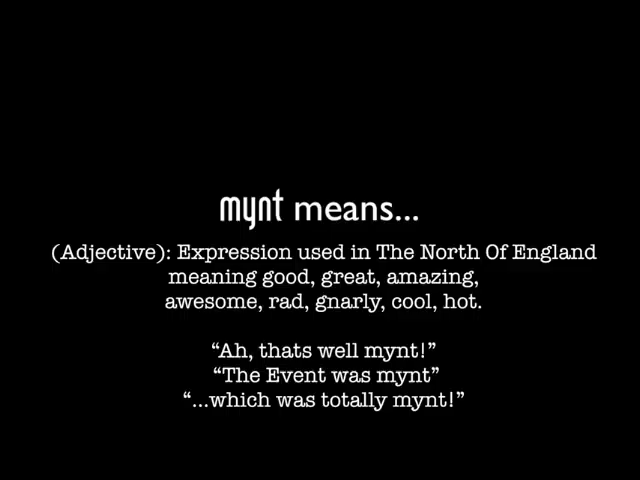 mynt means...
(Adjective): Expression used in The North Of England
meaning good, great, amazing,
awesome, rad, gnarly, cool, hot.
“Ah, thats well mynt!”
“The Event was mynt”
“...which was totally mynt!”